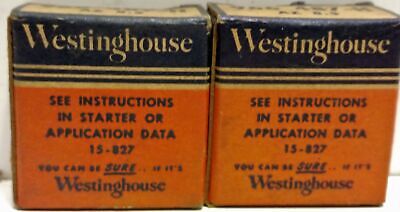 Westinghouse
SEE INSTRUCTIONS
IN STARTER OR
APPLICATION DATA
15-827
YOU CAN BE SURE.. IF IT'S
Westinghouse
Westinghouse
SEE INSTRUCTIONS
IN STARTER OR
APPLICATION DATA
15-827
YOU CAN BE SURE.. IF IT'S
Westinghouse